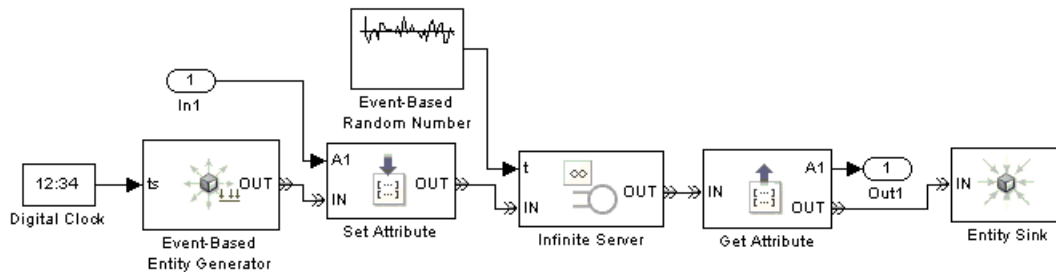 1
In1
Event-Based
Random Number
12:34
Digital Clock
ts
OUT
Event-Based
Entity Generator
A1
IN
[...]
[...]
OUT
Set Attribute
t
IN
∞
OUT
Infinite Server
IN
[...]
[...]
A1
OUT
Get Attribute
1
Out1
IN
Entity Sink